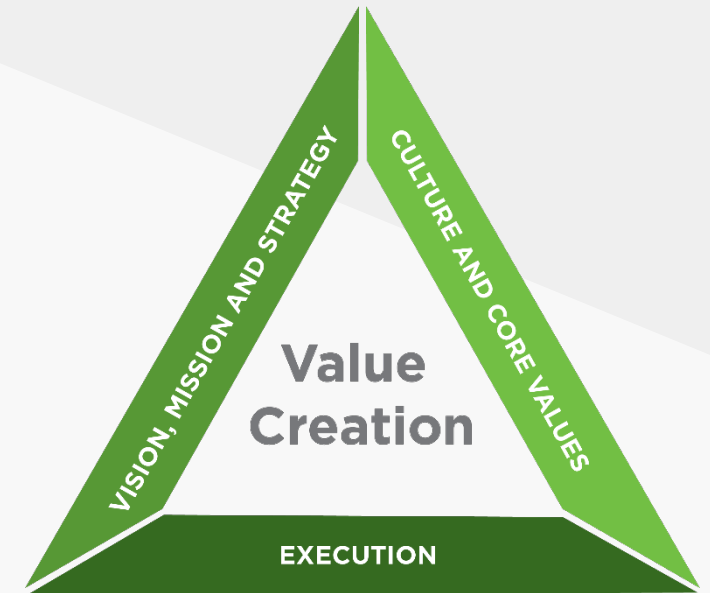 VISION, MISSION AND STRATEGY
CULTURE AND CORE VALUES
Value
Creation
EXECUTION